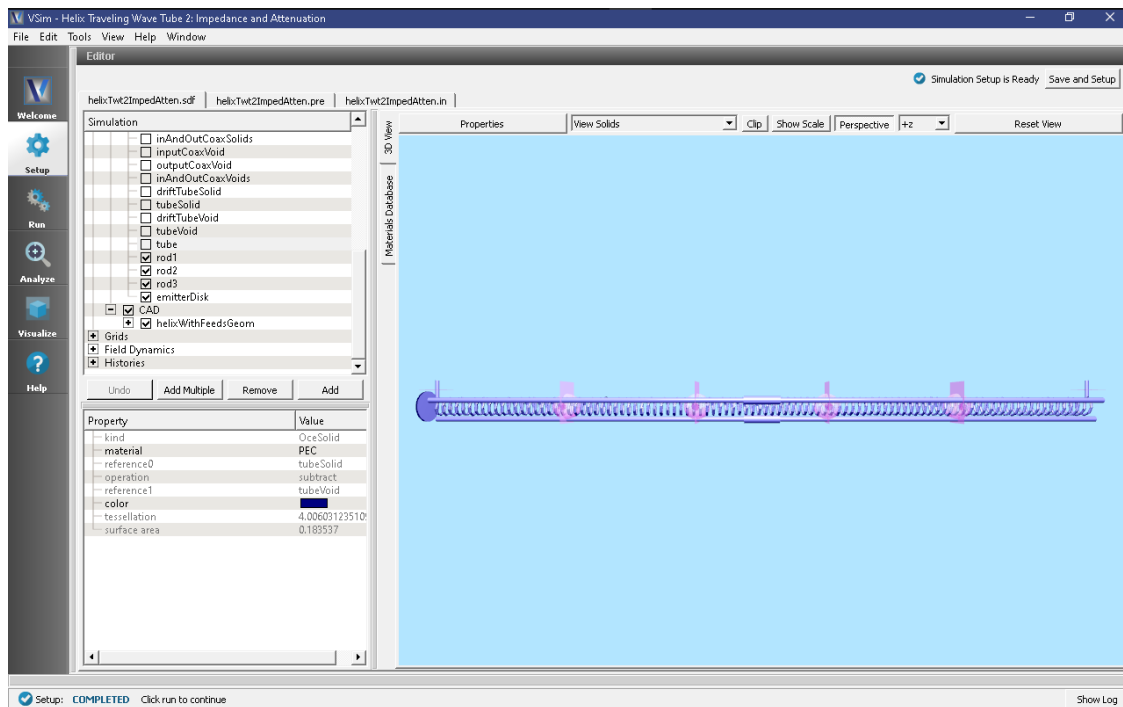 VSim - Helix Traveling Wave Tube 2: Impedance and Attenuation
File Edit Tools View Help Window
Editor
Simulation Setup is Ready Save and Setup
helixTwt2ImpedAtten.sdf helixTwt2ImpedAtten.pre helixTwt2ImpedAtten.in
Welcome
Setup
Run
Analyze
Visualize
Help
Simulation
inAndOutCoaxSolids
inputCoaxVoid
outputCoaxVoid
inAndOutCoaxVoids
driftTubeSolid
tubeSolid
driftTubeVoid
tubeVoid
tube
rod1
rod2
rod3
emitterDisk
CAD
helixWithFeedsGeom
Grids
Field Dynamics
Histories
Undo Add Multiple Remove Add
Property Value
kind OceSolid
material PEC
reference0 tubeSolid
operation subtract
reference1 tubeVoid
color
tessellation 4.00603123510
surface area 0.183537
3D View
Materials Database
Properties View Solids Clip Show Scale Perspective +z Reset View
Setup: COMPLETED Click run to continue Show Log